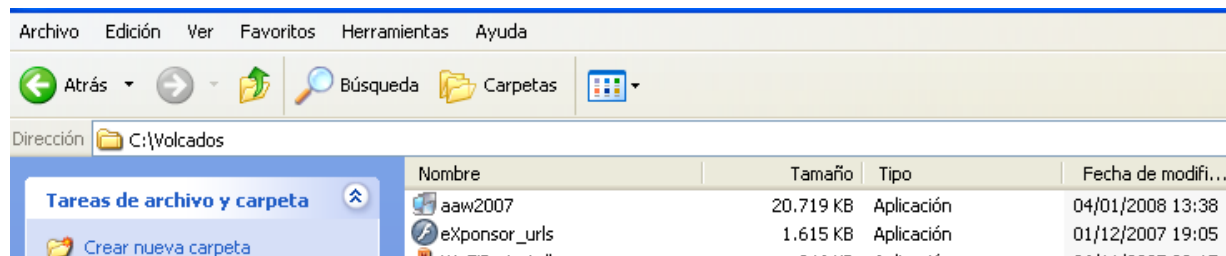 Archivo Edición Ver Favoritos Herramientas Ayuda
Atrás Búsqueda Carpetas
Dirección C:\Volcados
Nombre Tamaño Tipo Fecha de modifi...
Tareas de archivo y carpeta
aaw2007 20.719 KB Aplicación 04/01/2008 13:38
eXponsor_urls 1.615 KB Aplicación 01/12/2007 19:05
Crear nueva carpeta